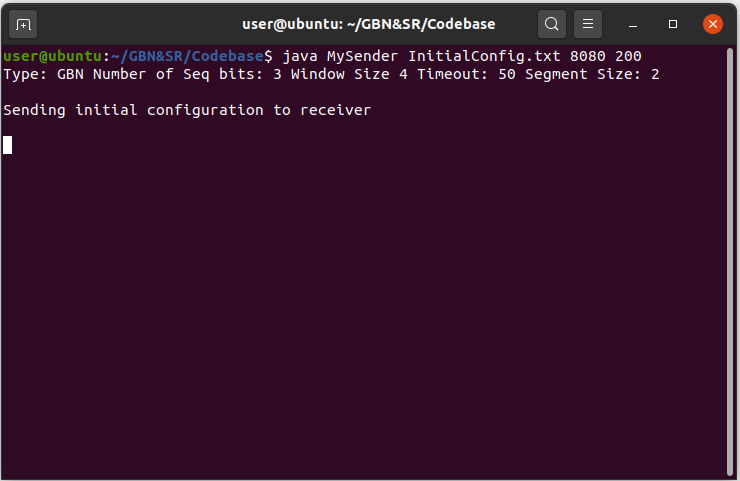 user@ubuntu: ~/GBN&SR/Codebase
user@ubuntu:~/GBN&SR/Codebase$ java MySender InitialConfig.txt 8080 200
Type: GBN Number of Seq bits: 3 Window Size 4 Timeout: 50 Segment Size: 2
Sending initial configuration to receiver